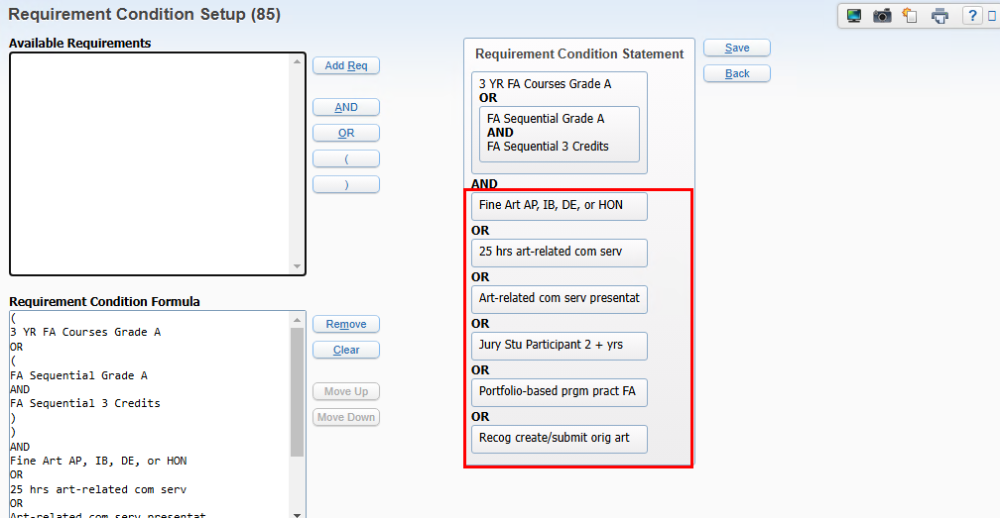 Requirement Condition Setup (85)
?
Available Requirements
Add Req
AND
OR
(
)
Requirement Condition Formula
(
3 YR FA Courses Grade A
OR
(
FA Sequential Grade A
AND
FA Sequential 3 Credits
)
)
AND
Fine Art AP, IB, DE, or HON
OR
25 hrs art-related com serv
OR
Art-related com serv presentat
Remove
Clear
Move Up
Move Down
Requirement Condition Statement
3 YR FA Courses Grade A
OR
FA Sequential Grade A
AND
FA Sequential 3 Credits
AND
Fine Art AP, IB, DE, or HON
OR
25 hrs art-related com serv
OR
Art-related com serv presentat
OR
Jury Stu Participant 2 + yrs
OR
Portfolio-based prgm pract FA
OR
Recog create/submit orig art
Save
Back